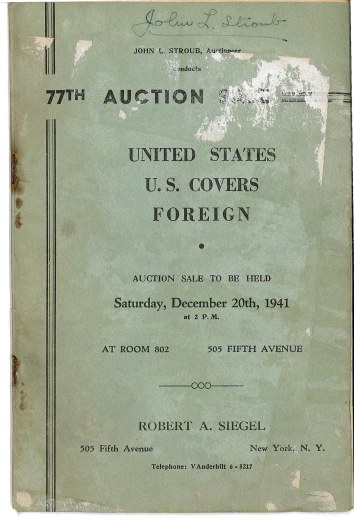 John L. Stroub
JOHN L. STROUB, Auctioneer
conducts
77TH AUCTION SALE
UNITED STATES
U. S. COVERS
FOREIGN
AUCTION SALE TO BE HELD
Saturday, December 20th, 1941
at 2 P. M.
AT ROOM 802 505 FIFTH AVENUE
ROBERT A. SIEGEL
505 Fifth Avenue New York, N. Y.
Telephone: VAnderbilt 6 - 8217